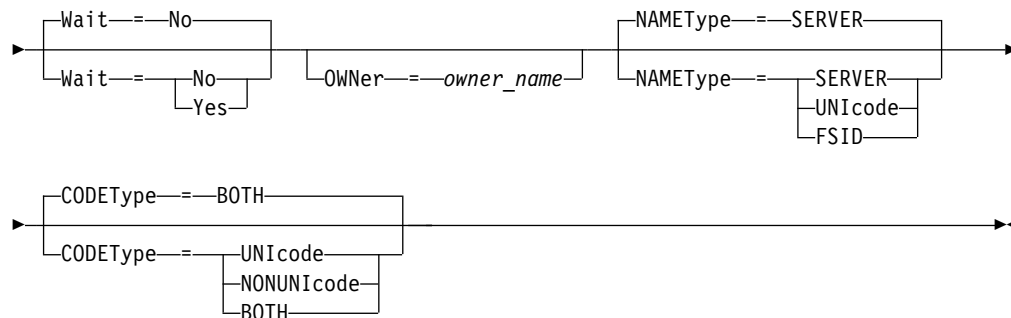 Wait = No NAMEType = SERVER
Wait = No OWNer = owner_name NAMEType = SERVER
Yes UNIcode
FSID
CODEType = BOTH
CODEType = UNIcode
NONUNIcode
BOTH